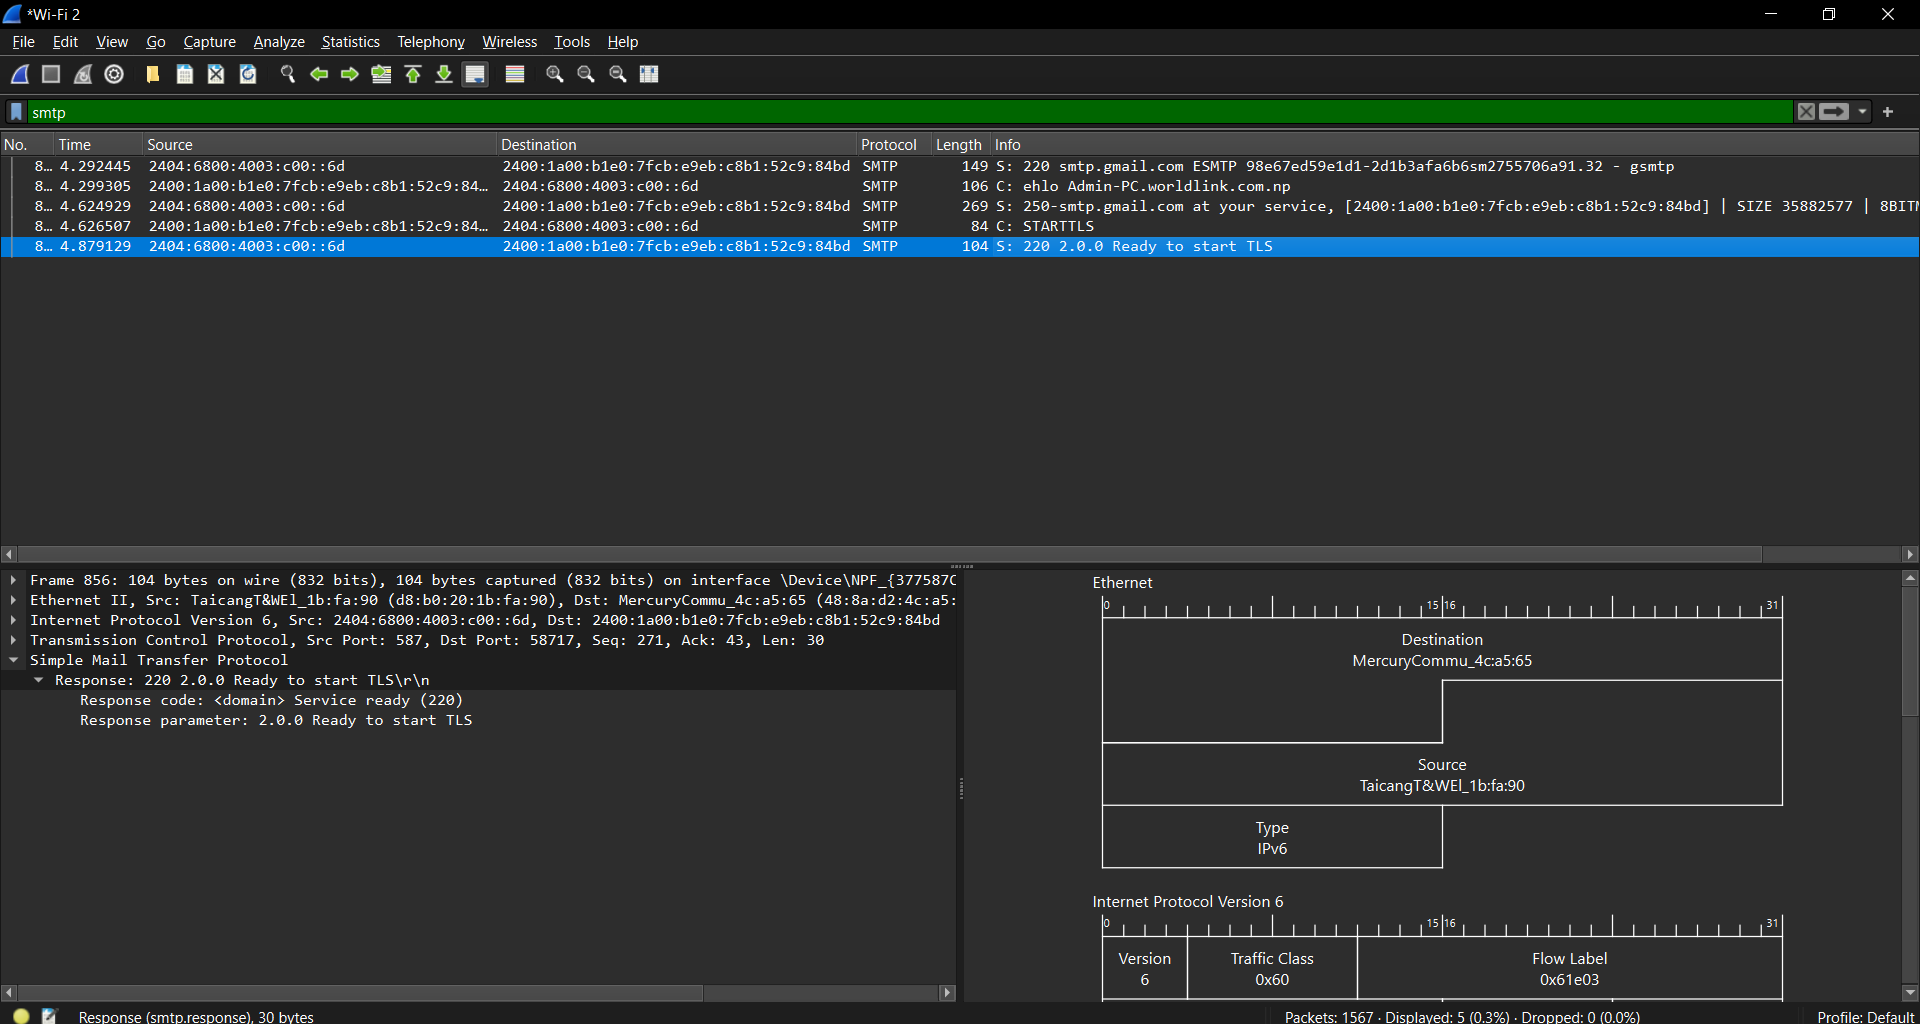 *Wi-Fi 2
File Edit View Go Capture Analyze Statistics Telephony Wireless Tools Help
smtp
No. Time Source Destination Protocol Length Info
8... 4.292445 2404:6800:4003:c00::6d 2400:1a00:b1e0:7fcb:e9eb:c8b1:52c9:84bd SMTP 149 S: 220 smtp.gmail.com ESMTP 98e67ed59e1d1-2d1b3afa6b6sm2755706a91.32 - gsmtp
8... 4.299305 2400:1a00:b1e0:7fcb:e9eb:c8b1:52c9:84... 2404:6800:4003:c00::6d SMTP 106 C: ehlo Admin-PC.worldlink.com.np
8... 4.624929 2404:6800:4003:c00::6d 2400:1a00:b1e0:7fcb:e9eb:c8b1:52c9:84bd SMTP 269 S: 250-smtp.gmail.com at your service, [2400:1a00:b1e0:7fcb:e9eb:c8b1:52c9:84bd] | SIZE 35882577 | 8BIT
8... 4.626507 2400:1a00:b1e0:7fcb:e9eb:c8b1:52c9:84... 2404:6800:4003:c00::6d SMTP 84 C: STARTTLS
8... 4.879129 2404:6800:4003:c00::6d 2400:1a00:b1e0:7fcb:e9eb:c8b1:52c9:84bd SMTP 104 S: 220 2.0.0 Ready to start TLS
Frame 856: 104 bytes on wire (832 bits), 104 bytes captured (832 bits) on interface \Device\NPF_{377587C
Ethernet II, Src: TaicangT&WEl_1b:fa:90 (d8:b0:20:1b:fa:90), Dst: MercuryCommu_4c:a5:65 (48:8a:d2:4c:a5:
Internet Protocol Version 6, Src: 2404:6800:4003:c00::6d, Dst: 2400:1a00:b1e0:7fcb:e9eb:c8b1:52c9:84bd
Transmission Control Protocol, Src Port: 587, Dst Port: 58717, Seq: 271, Ack: 43, Len: 30
Simple Mail Transfer Protocol
Response: 220 2.0.0 Ready to start TLS\r\n
Response code: <domain> Service ready (220)
Response parameter: 2.0.0 Ready to start TLS
Ethernet
0 15 16 31
Destination
MercuryCommu_4c:a5:65
Source
TaicangT&WEl_1b:fa:90
Type
IPv6
Internet Protocol Version 6
0 15 16 31
Version Traffic Class Flow Label
6 0x60 0x61e03
Response (smtp.response), 30 bytes
Packets: 1567 · Displayed: 5 (0.3%) · Dropped: 0 (0.0%)
Profile: Default